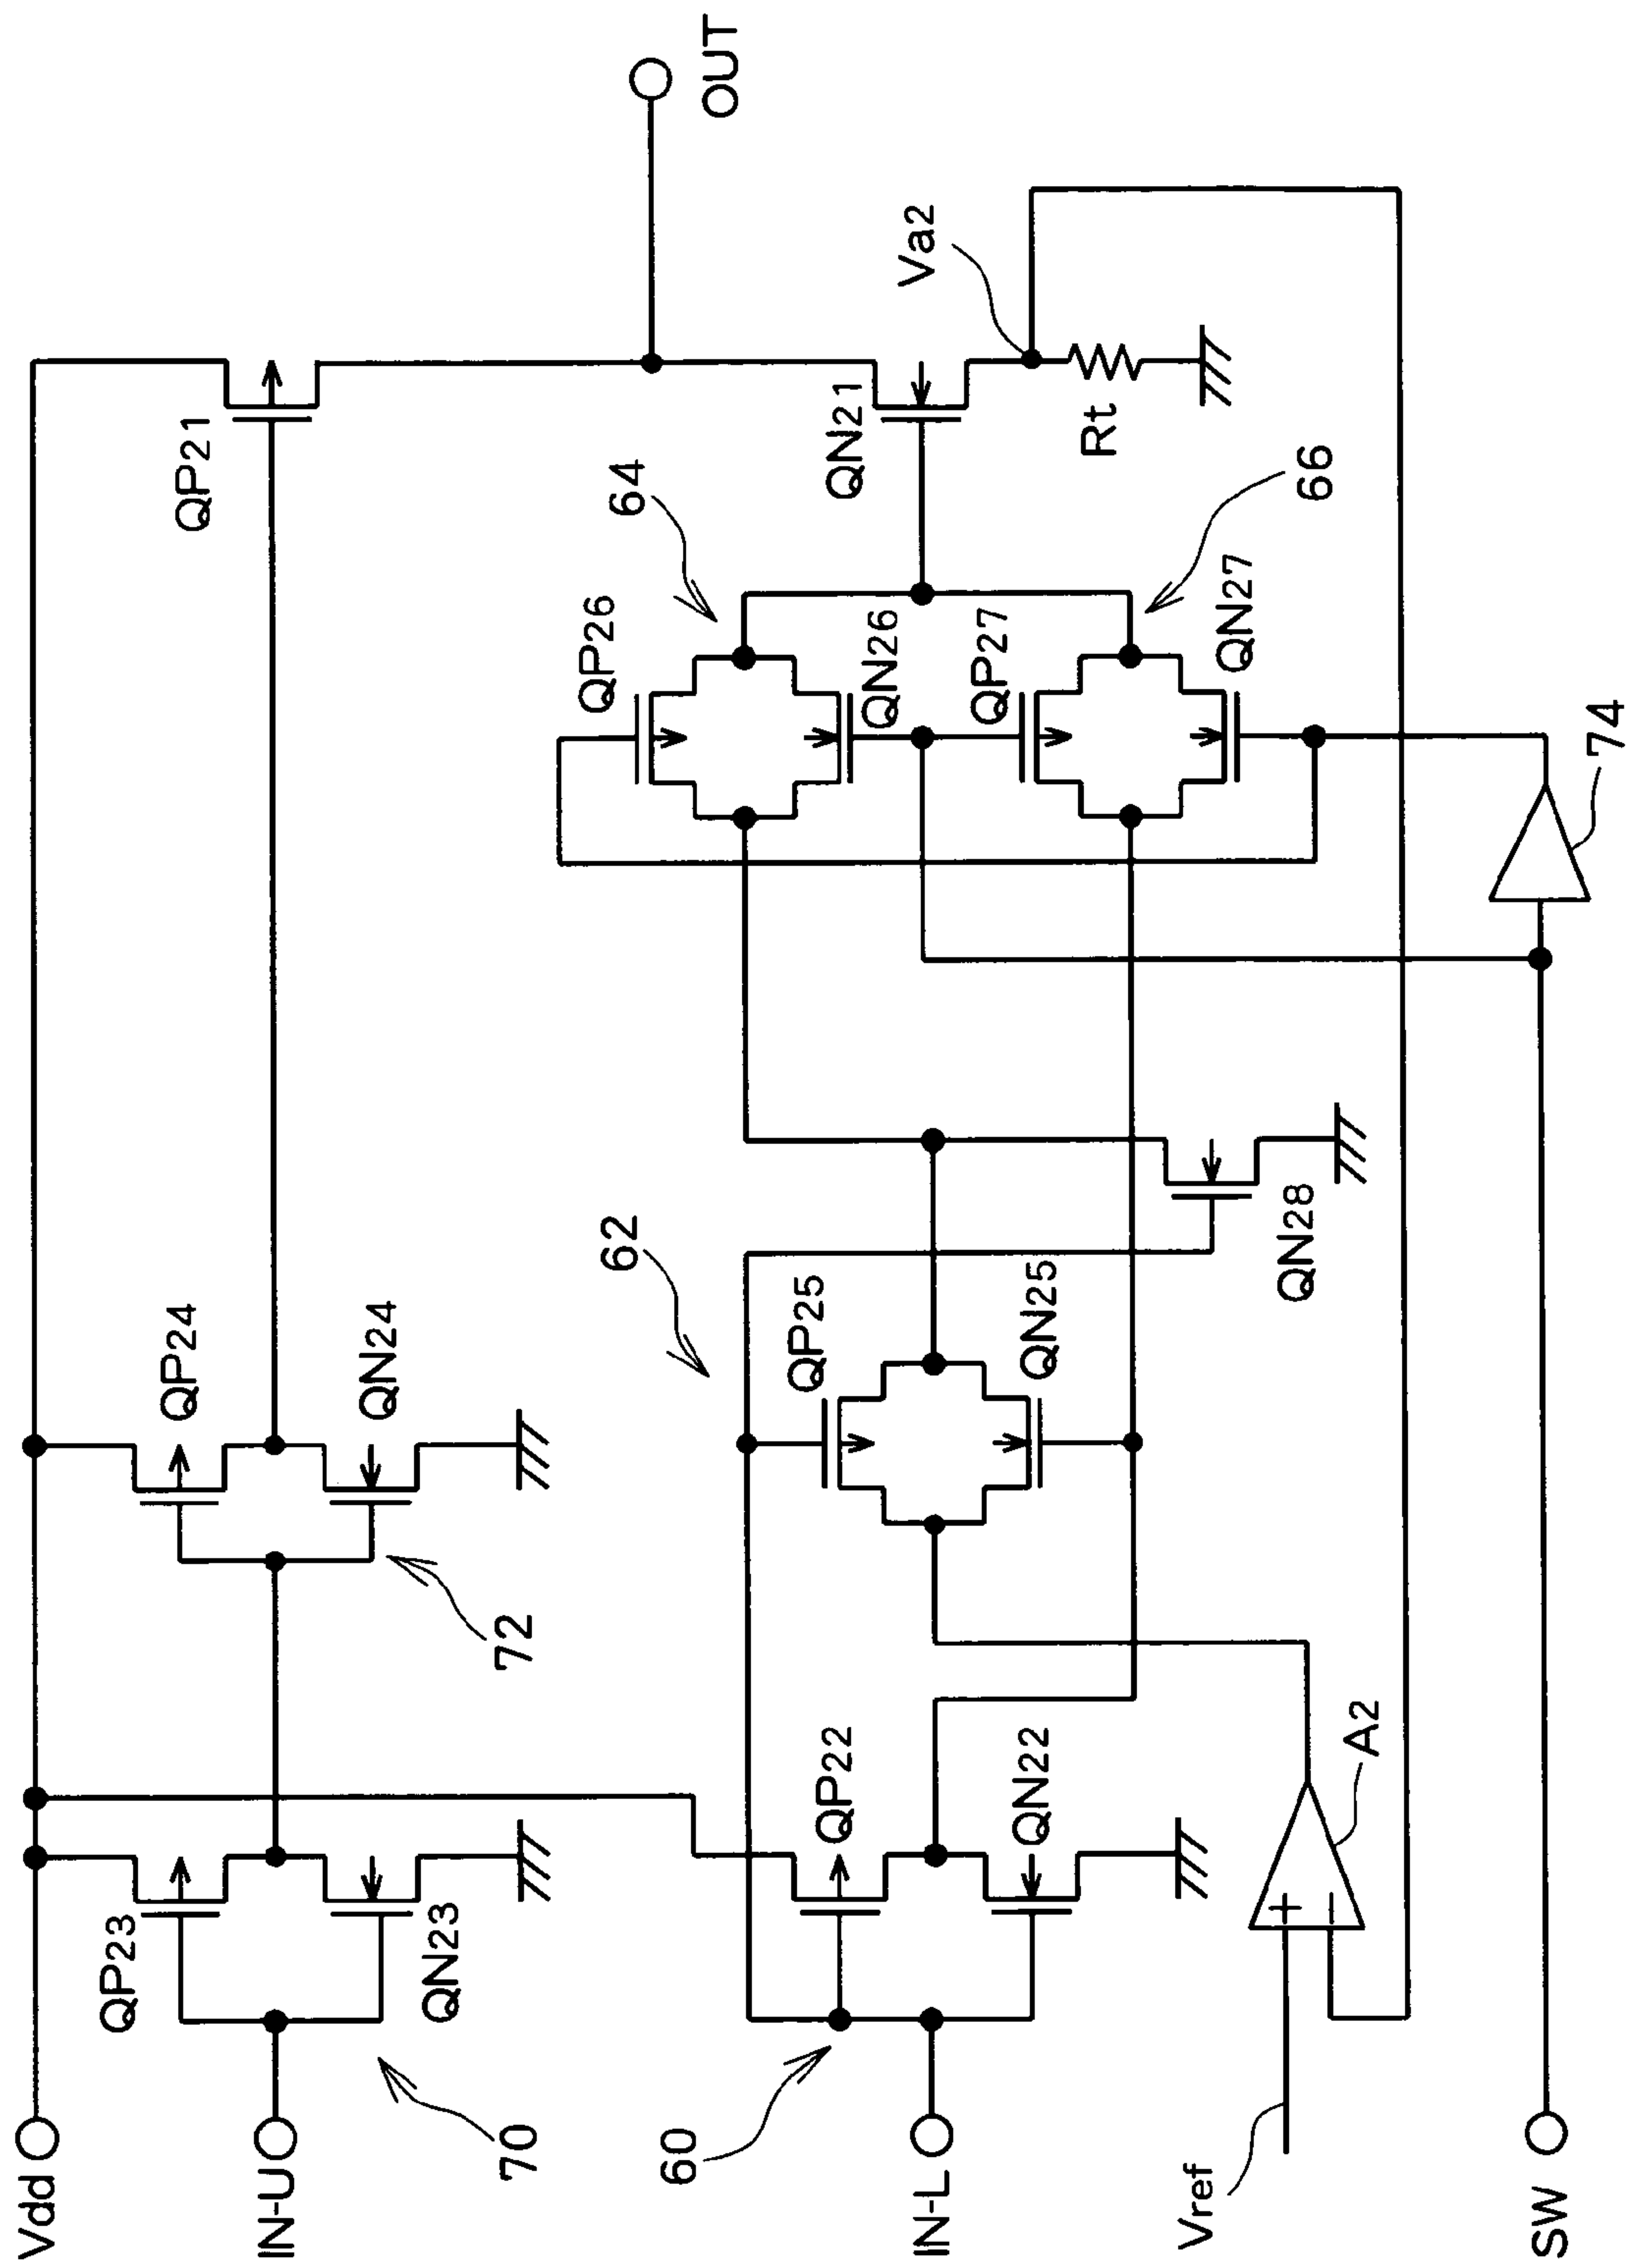 Vdd
IN-U
IN-L
Vref
SW
QP23
QN23
70
60
QP22
QN22
A2
72
QP24
QN24
62
QP25
QN25
QN28
64
QP26
QN26
QP27
QN27
66
74
QP21
QN21
Rt
Va2
OUT
+
−